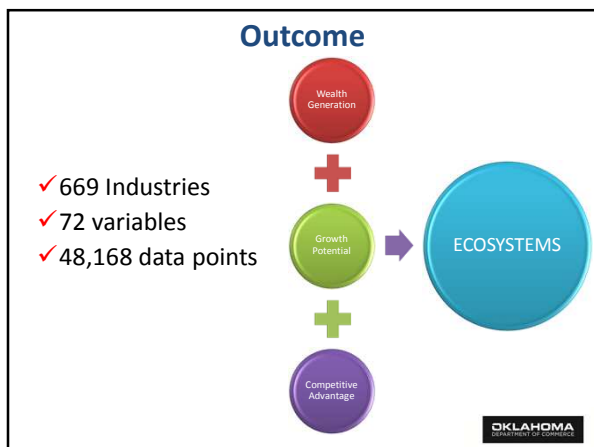 Outcome
669 Industries
72 variables
48,168 data points
Wealth
Generation
Growth
Potential
Competitive
Advantage
ECOSYSTEMS
OKLAHOMA
DEPARTMENT OF COMMERCE